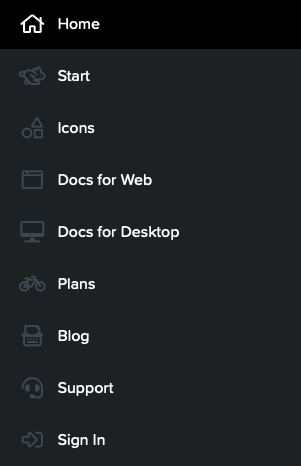 Home
Start
Icons
Docs for Web
Docs for Desktop
Plans
Blog
Support
Sign In